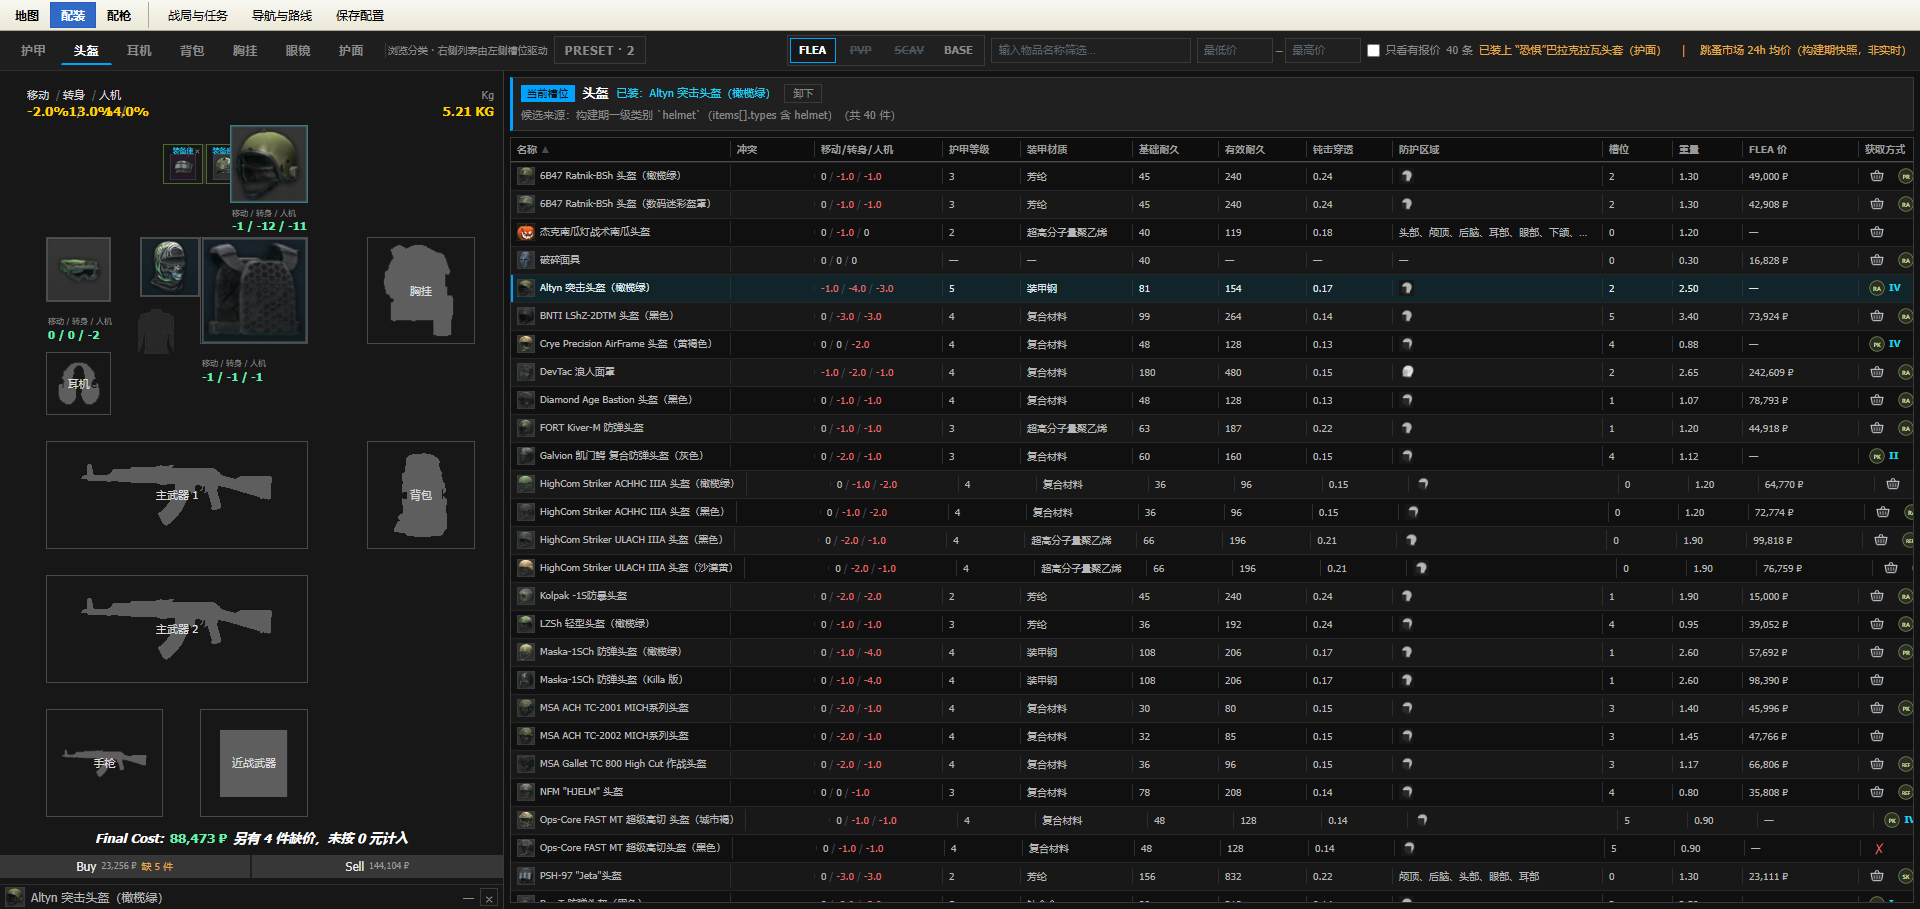 地图 配装 配枪 战局与任务 导航与路线 保存配置
护甲 头盔 耳机 背包 胸挂 眼镜 护面 浏览分类·右侧列表由左侧槽位驱动 PRESET · 2 FLEA PVP SCAV BASE 输入物品名称筛选... 最低价 – 最高价 只看有报价 40 条 已装上 “恐惧”巴拉克拉瓦头套（护面） | 跳蚤市场 24h 均价（构建期快照，非实时）
移动 / 转身 / 人机 Kg
5.21 KG
装备使 ×
移动 / 转身 / 人机
-1 / -12 / -11
胸挂
移动 / 转身 / 人机
0 / 0 / -2
移动 / 转身 / 人机
-1 / -1 / -1
耳机
主武器 1
背包
主武器 2
手枪
近战武器
Final Cost: 88,473 ₽ 另有 4 件缺价，未按 0 元计入
Buy 23,256 ₽ 缺 5 件 Sell 144,104 ₽
Altyn 突击头盔（橄榄绿） — ×
当前槽位 头盔 已装：Altyn 突击头盔（橄榄绿） 卸下
候选来源：构建期一级类别 `helmet`（items[].types 含 helmet） （共 40 件）
名称 ▲ 冲突 移动/转身/人机 护甲等级 装甲材质 基础耐久 有效耐久 钝击穿透 防护区域 槽位 重量 FLEA 价 获取方式
6B47 Ratnik-BSh 头盔（橄榄绿） 0 / -1.0 / -1.0 3 芳纶 45 240 0.24 2 1.30 49,000 ₽ PR
6B47 Ratnik-BSh 头盔（数码迷彩盔罩） 0 / -1.0 / -1.0 3 芳纶 45 240 0.24 2 1.30 42,908 ₽ RA
杰克南瓜灯战术南瓜头盔 0 / -1.0 / 0 2 超高分子量聚乙烯 40 119 0.18 头部、颅顶、后脑、耳部、眼部、下颌、... 0 1.20 —
破碎面具 0 / 0 / 0 — — 40 — — — 0 0.30 16,828 ₽ RA
Altyn 突击头盔（橄榄绿） -1.0 / -4.0 / -3.0 5 装甲钢 81 154 0.17 2 2.50 — RA IV
BNTI LShZ-2DTM 头盔（黑色） 0 / -3.0 / -3.0 4 复合材料 99 264 0.14 5 3.40 73,924 ₽ RA
Crye Precision AirFrame 头盔（黄褐色） 0 / 0 / -2.0 4 复合材料 48 128 0.13 4 0.88 — PK IV
DevTac 浪人面罩 -1.0 / -2.0 / -1.0 4 复合材料 180 480 0.15 2 2.65 242,609 ₽ RA
Diamond Age Bastion 头盔（黑色） 0 / -1.0 / -1.0 4 复合材料 48 128 0.13 1 1.07 78,793 ₽ RA
FORT Kiver-M 防弹头盔 0 / -1.0 / -1.0 3 超高分子量聚乙烯 63 187 0.22 1 1.20 44,918 ₽ RA
Galvion 凯门鳄 复合防弹头盔（灰色） 0 / -2.0 / -1.0 3 复合材料 60 160 0.15 4 1.12 — PK II
HighCom Striker ACHHC IIIA 头盔（橄榄绿） 0 / -1.0 / -2.0 4 复合材料 36 96 0.15 0 1.20 64,770 ₽
HighCom Striker ACHHC IIIA 头盔（黑色） 0 / -1.0 / -2.0 4 复合材料 36 96 0.15 0 1.20 72,774 ₽
HighCom Striker ULACH IIIA 头盔（黑色） 0 / -2.0 / -1.0 4 超高分子量聚乙烯 66 196 0.21 0 1.90 99,818 ₽
HighCom Striker ULACH IIIA 头盔（沙漠黄） 0 / -2.0 / -1.0 4 超高分子量聚乙烯 66 196 0.21 0 1.90 76,759 ₽
Kolpak -1S防暴头盔 0 / -2.0 / -2.0 2 芳纶 45 240 0.24 1 1.90 15,000 ₽ RA
LZSh 轻型头盔（橄榄绿） 0 / -2.0 / -1.0 3 芳纶 36 192 0.24 4 0.95 39,052 ₽ RA
Maska-1SCh 防弹头盔（橄榄绿） 0 / -1.0 / -4.0 4 装甲钢 108 206 0.17 1 2.60 57,692 ₽ PR
Maska-1SCh 防弹头盔（Killa 版） 0 / -1.0 / -4.0 4 装甲钢 108 206 0.17 1 2.60 98,390 ₽
MSA ACH TC-2001 MICH系列头盔 0 / -2.0 / -1.0 4 复合材料 30 80 0.15 3 1.40 45,996 ₽ PK
MSA ACH TC-2002 MICH系列头盔 0 / -2.0 / -1.0 4 复合材料 32 85 0.15 3 1.45 47,766 ₽
MSA Gallet TC 800 High Cut 作战头盔 0 / -2.0 / -1.0 4 复合材料 36 96 0.15 3 1.17 66,806 ₽ REF
NFM "HJELM" 头盔 0 / 0 / -1.0 3 复合材料 78 208 0.14 4 0.80 35,808 ₽ REF
Ops-Core FAST MT 超级高切 头盔（城市褐） 0 / -1.0 / -1.0 4 复合材料 48 128 0.14 5 0.90 — PK IV
Ops-Core FAST MT 超级高切头盔（黑色） 0 / -1.0 / -1.0 4 复合材料 48 128 0.14 5 0.90 — ✗
PSH-97 "Jeta"头盔 0 / -3.0 / -3.0 2 芳纶 156 832 0.22 颅顶、后脑、头部、眼部、耳部 0 1.30 23,111 ₽ SK